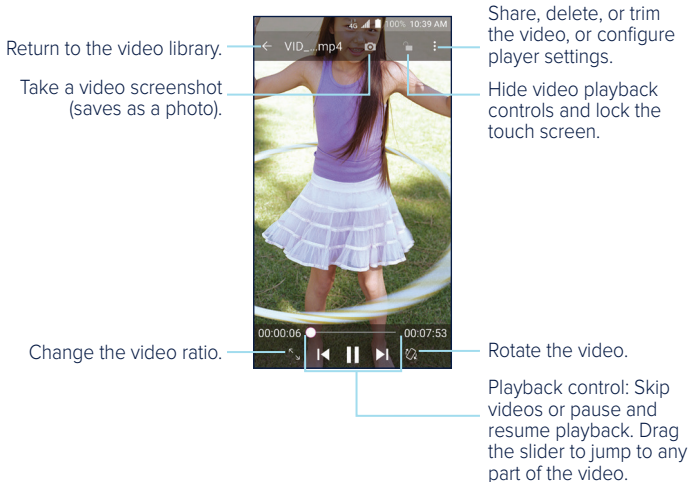 Return to the video library.
Take a video screenshot
(saves as a photo).
Change the video ratio.
4G 100% 10:39 AM
VID_...mp4
00:00:06
00:07:53
Share, delete, or trim
the video, or configure
player settings.
Hide video playback
controls and lock the
touch screen.
Rotate the video.
Playback control: Skip
videos or pause and
resume playback. Drag
the slider to jump to any
part of the video.